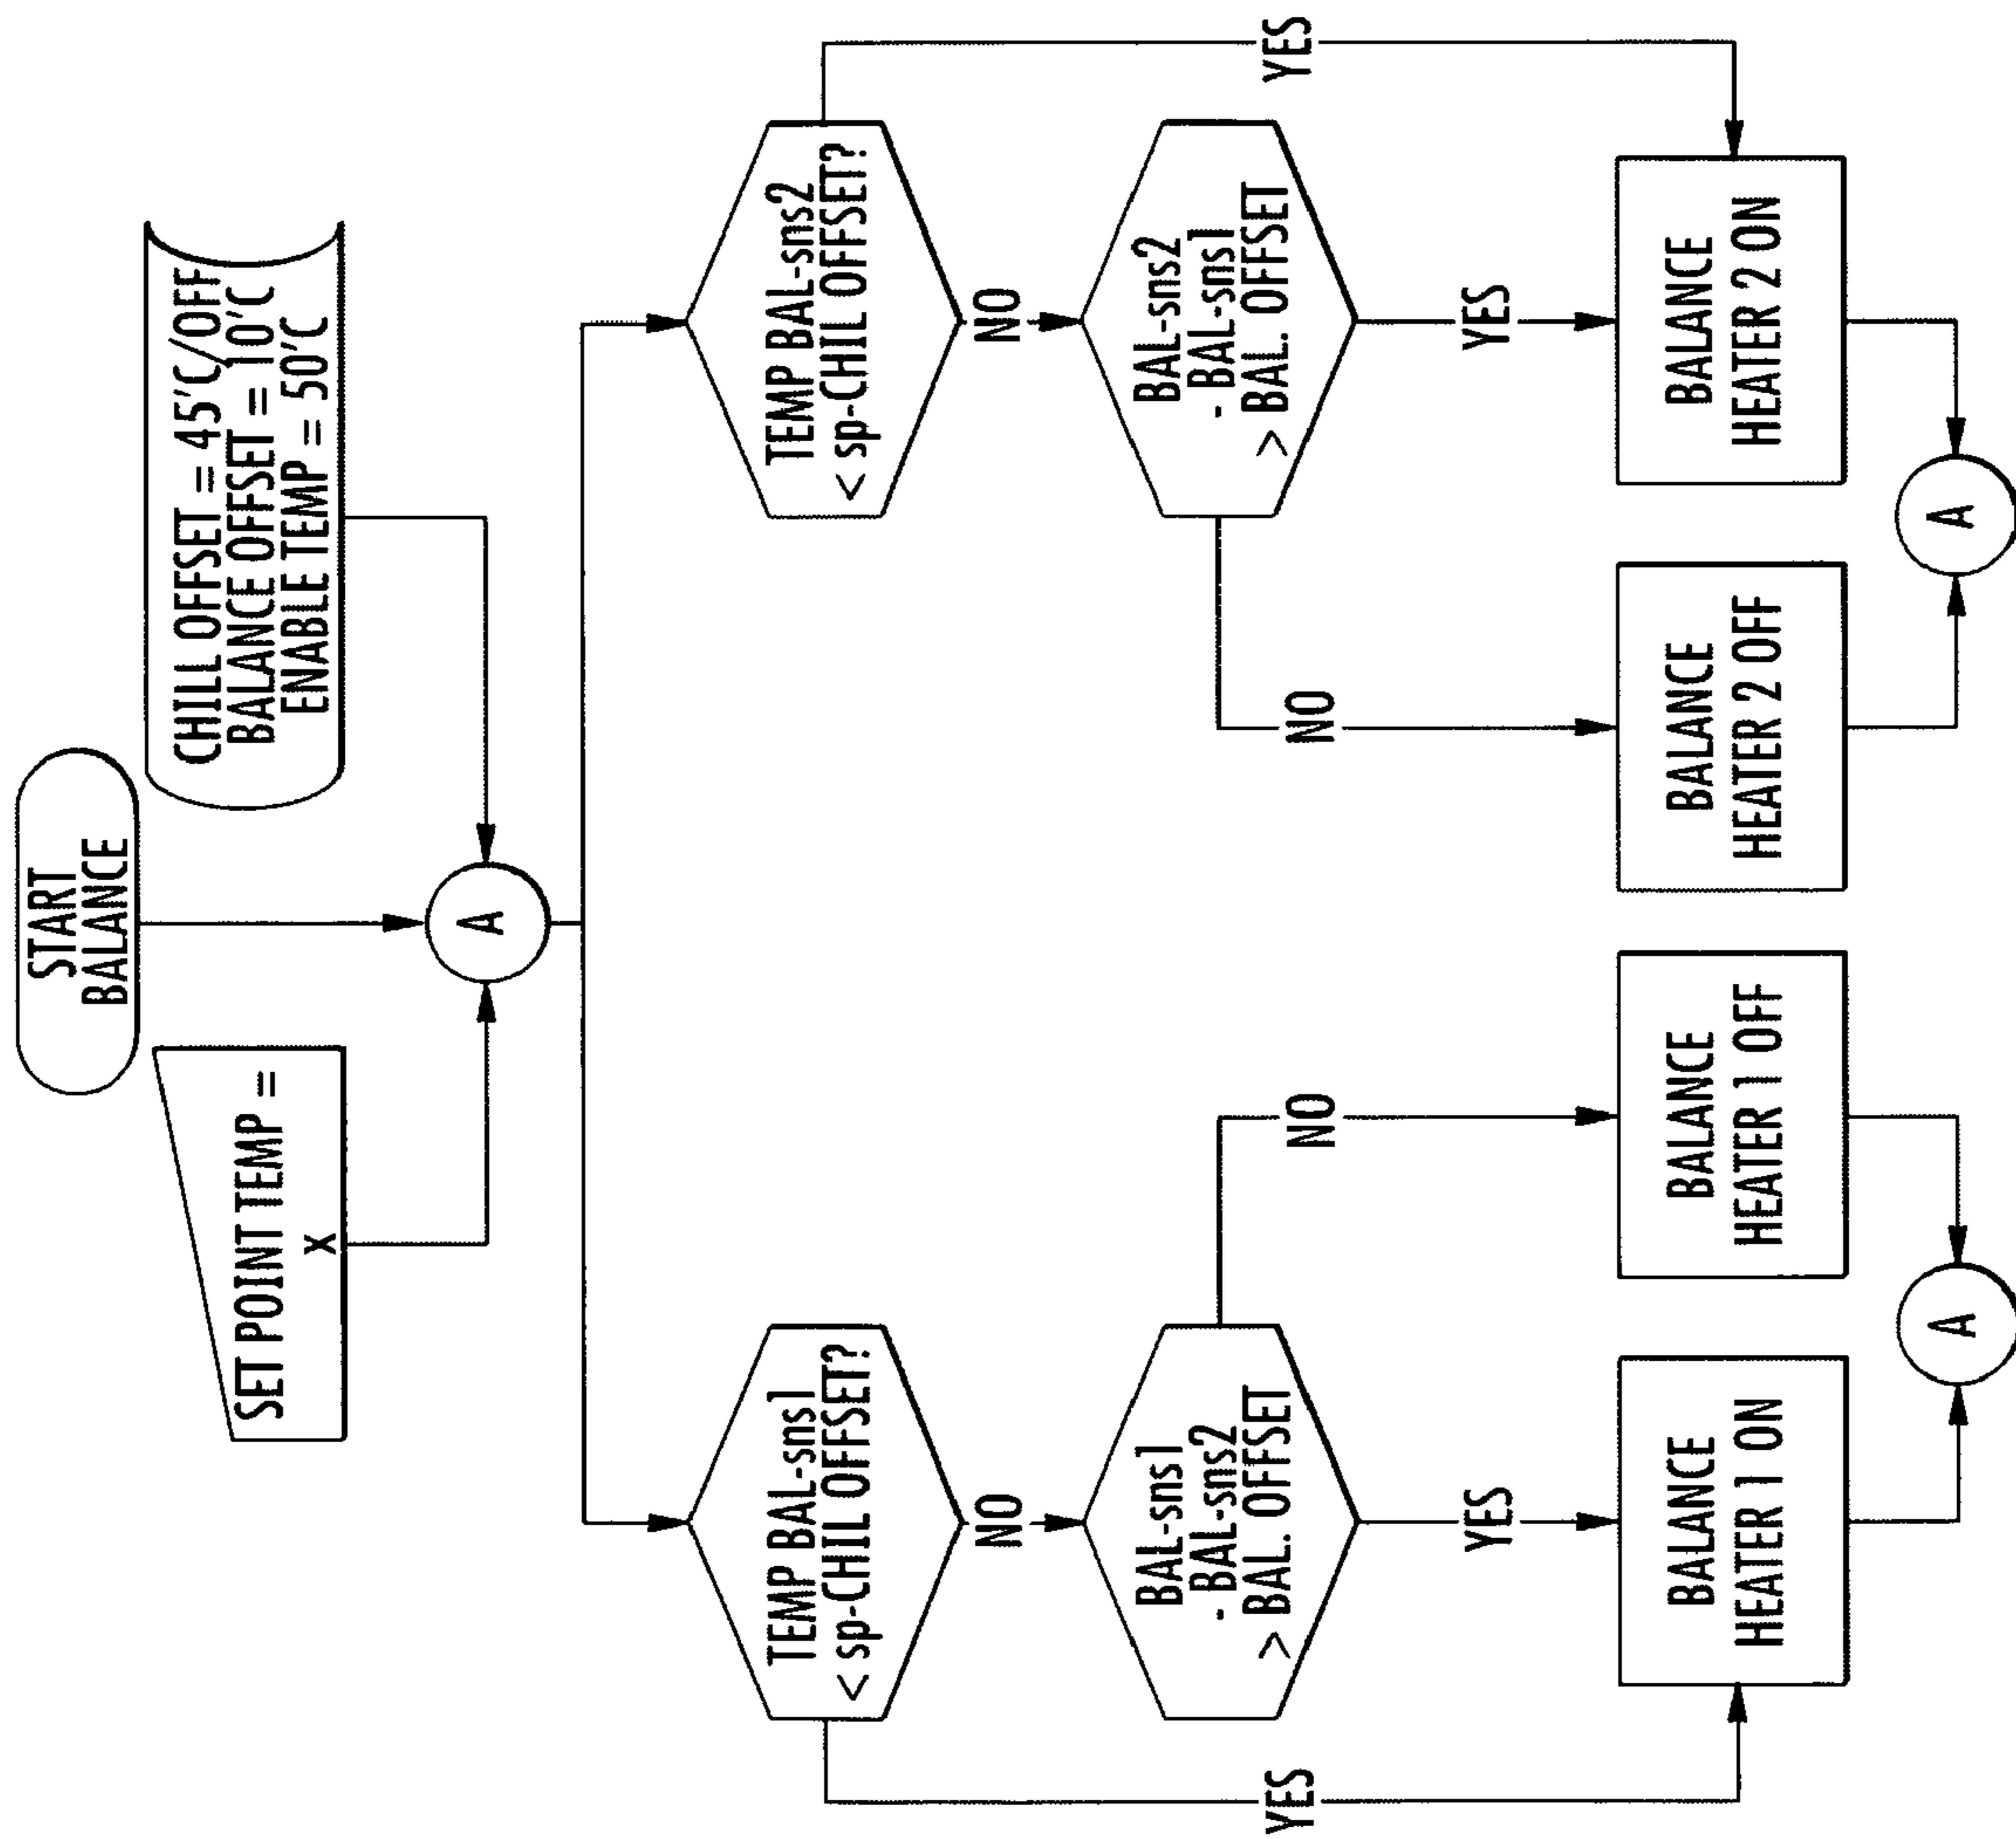 START
BALANCE
SET POINT TEMP =
X
CHILL OFFSET = 45'C/OFF
BALANCE OFFSET = 10'C
ENABLE TEMP = 50'C
A
TEMP BAL-sns1
< sp-CHIL OFFSET?
NO
BAL-sns1
- BAL-sns2
> BAL. OFFSET
YES
YES
NO
BALANCE
HEATER 1 ON
BALANCE
HEATER 1 OFF
A
TEMP BAL-sns2
< sp-CHIL OFFSET?
NO
BAL-sns2
- BAL-sns1
> BAL. OFFSET
NO
YES
YES
BALANCE
HEATER 2 OFF
BALANCE
HEATER 2 ON
A